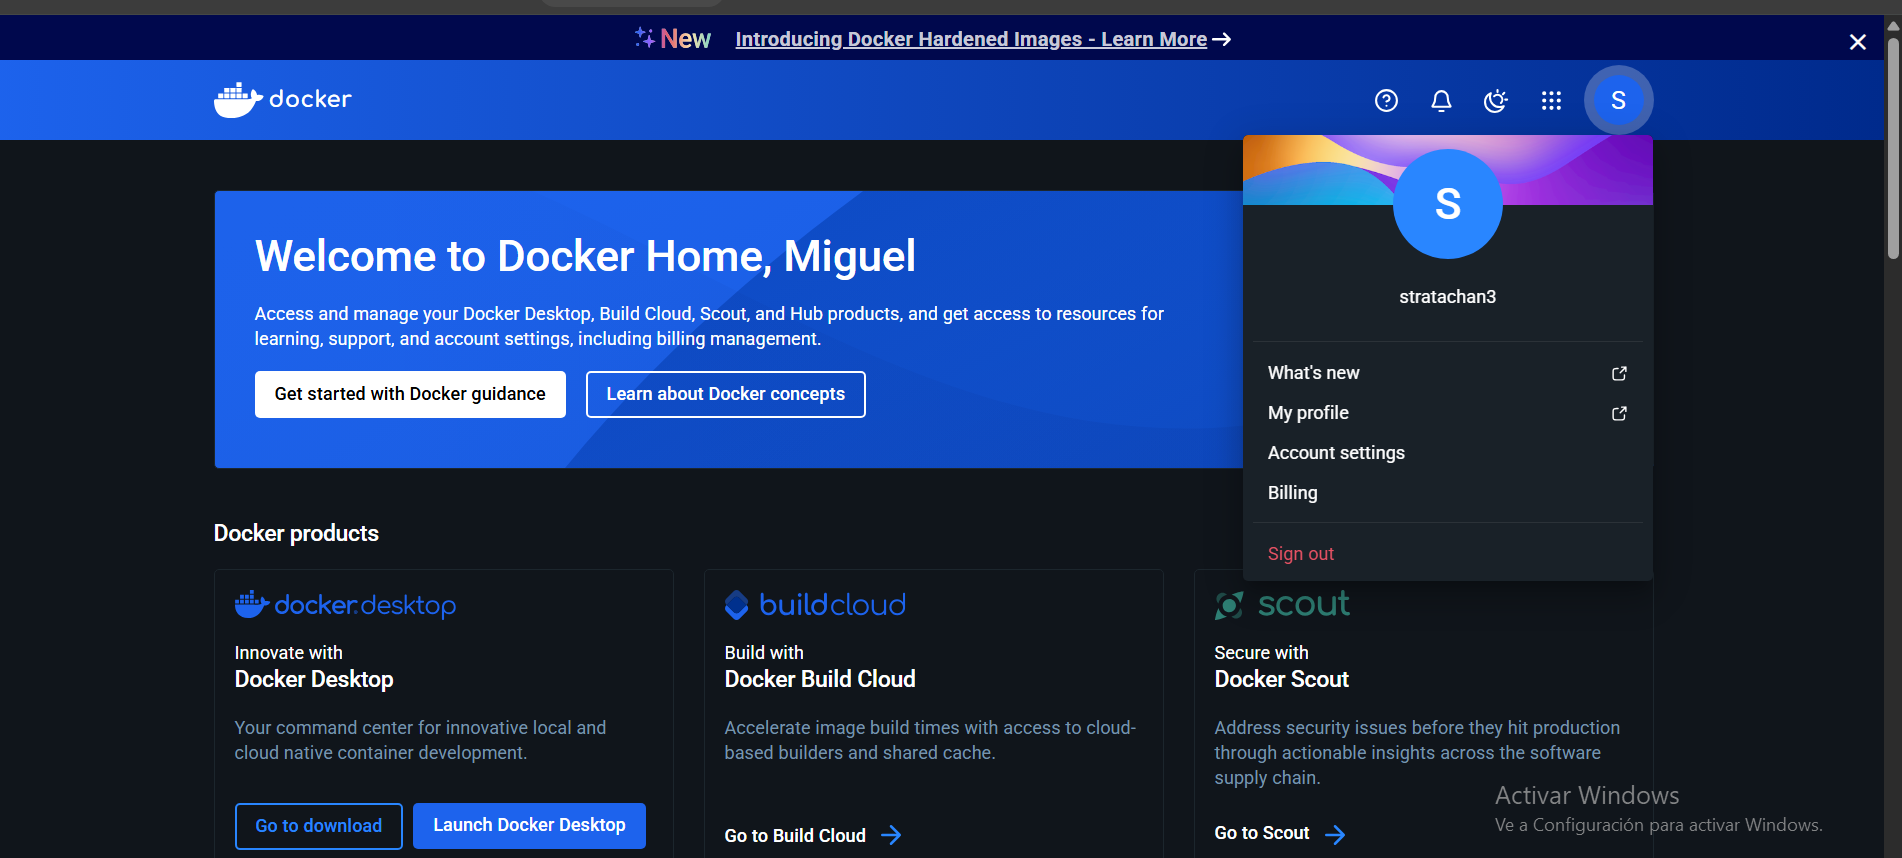 New Introducing Docker Hardened Images - Learn More
docker
S
Welcome to Docker Home, Miguel
Access and manage your Docker Desktop, Build Cloud, Scout, and Hub products, and get access to resources for
learning, support, and account settings, including billing management.
Get started with Docker guidance
Learn about Docker concepts
S
stratachan3
What's new
My profile
Account settings
Billing
Sign out
Docker products
docker.desktop
Innovate with
Docker Desktop
Your command center for innovative local and
cloud native container development.
Go to download
Launch Docker Desktop
buildcloud
Build with
Docker Build Cloud
Accelerate image build times with access to cloud-
based builders and shared cache.
Go to Build Cloud
scout
Secure with
Docker Scout
Address security issues before they hit production
through actionable insights across the software
supply chain.
Go to Scout
Activar Windows
Ve a Configuración para activar Windows.